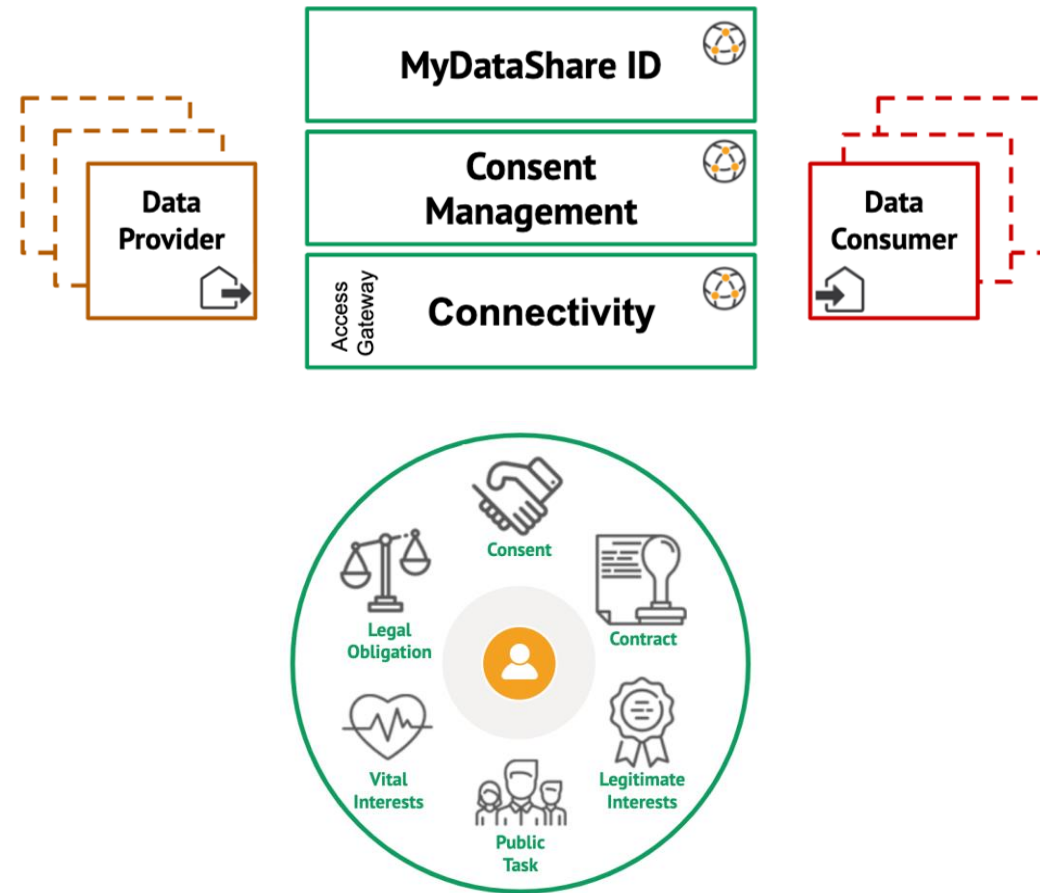 MyDataShare ID
Consent
Management
Access
Gateway
Connectivity
Data
Provider
Data
Consumer
Consent
Contract
Legitimate
Interests
Public
Task
Vital
Interests
Legal
Obligation